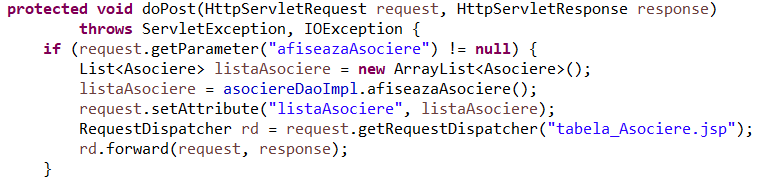 protected void doPost(HttpServletRequest request, HttpServletResponse response)
        throws ServletException, IOException {
    if (request.getParameter("afiseazaAsociere") != null) {
        List<Asociere> listaAsociere = new ArrayList<Asociere>();
        listaAsociere = asociereDaoImpl.afiseazaAsociere();
        request.setAttribute("listaAsociere", listaAsociere);
        RequestDispatcher rd = request.getRequestDispatcher("tabela_Asociere.jsp");
        rd.forward(request, response);
    }